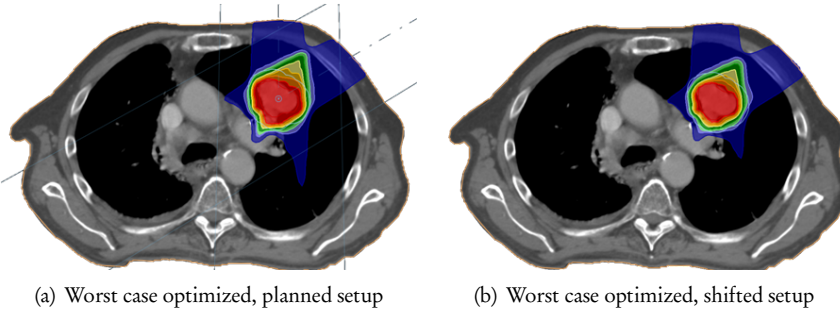 (a) Worst case optimized, planned setup
(b) Worst case optimized, shifted setup